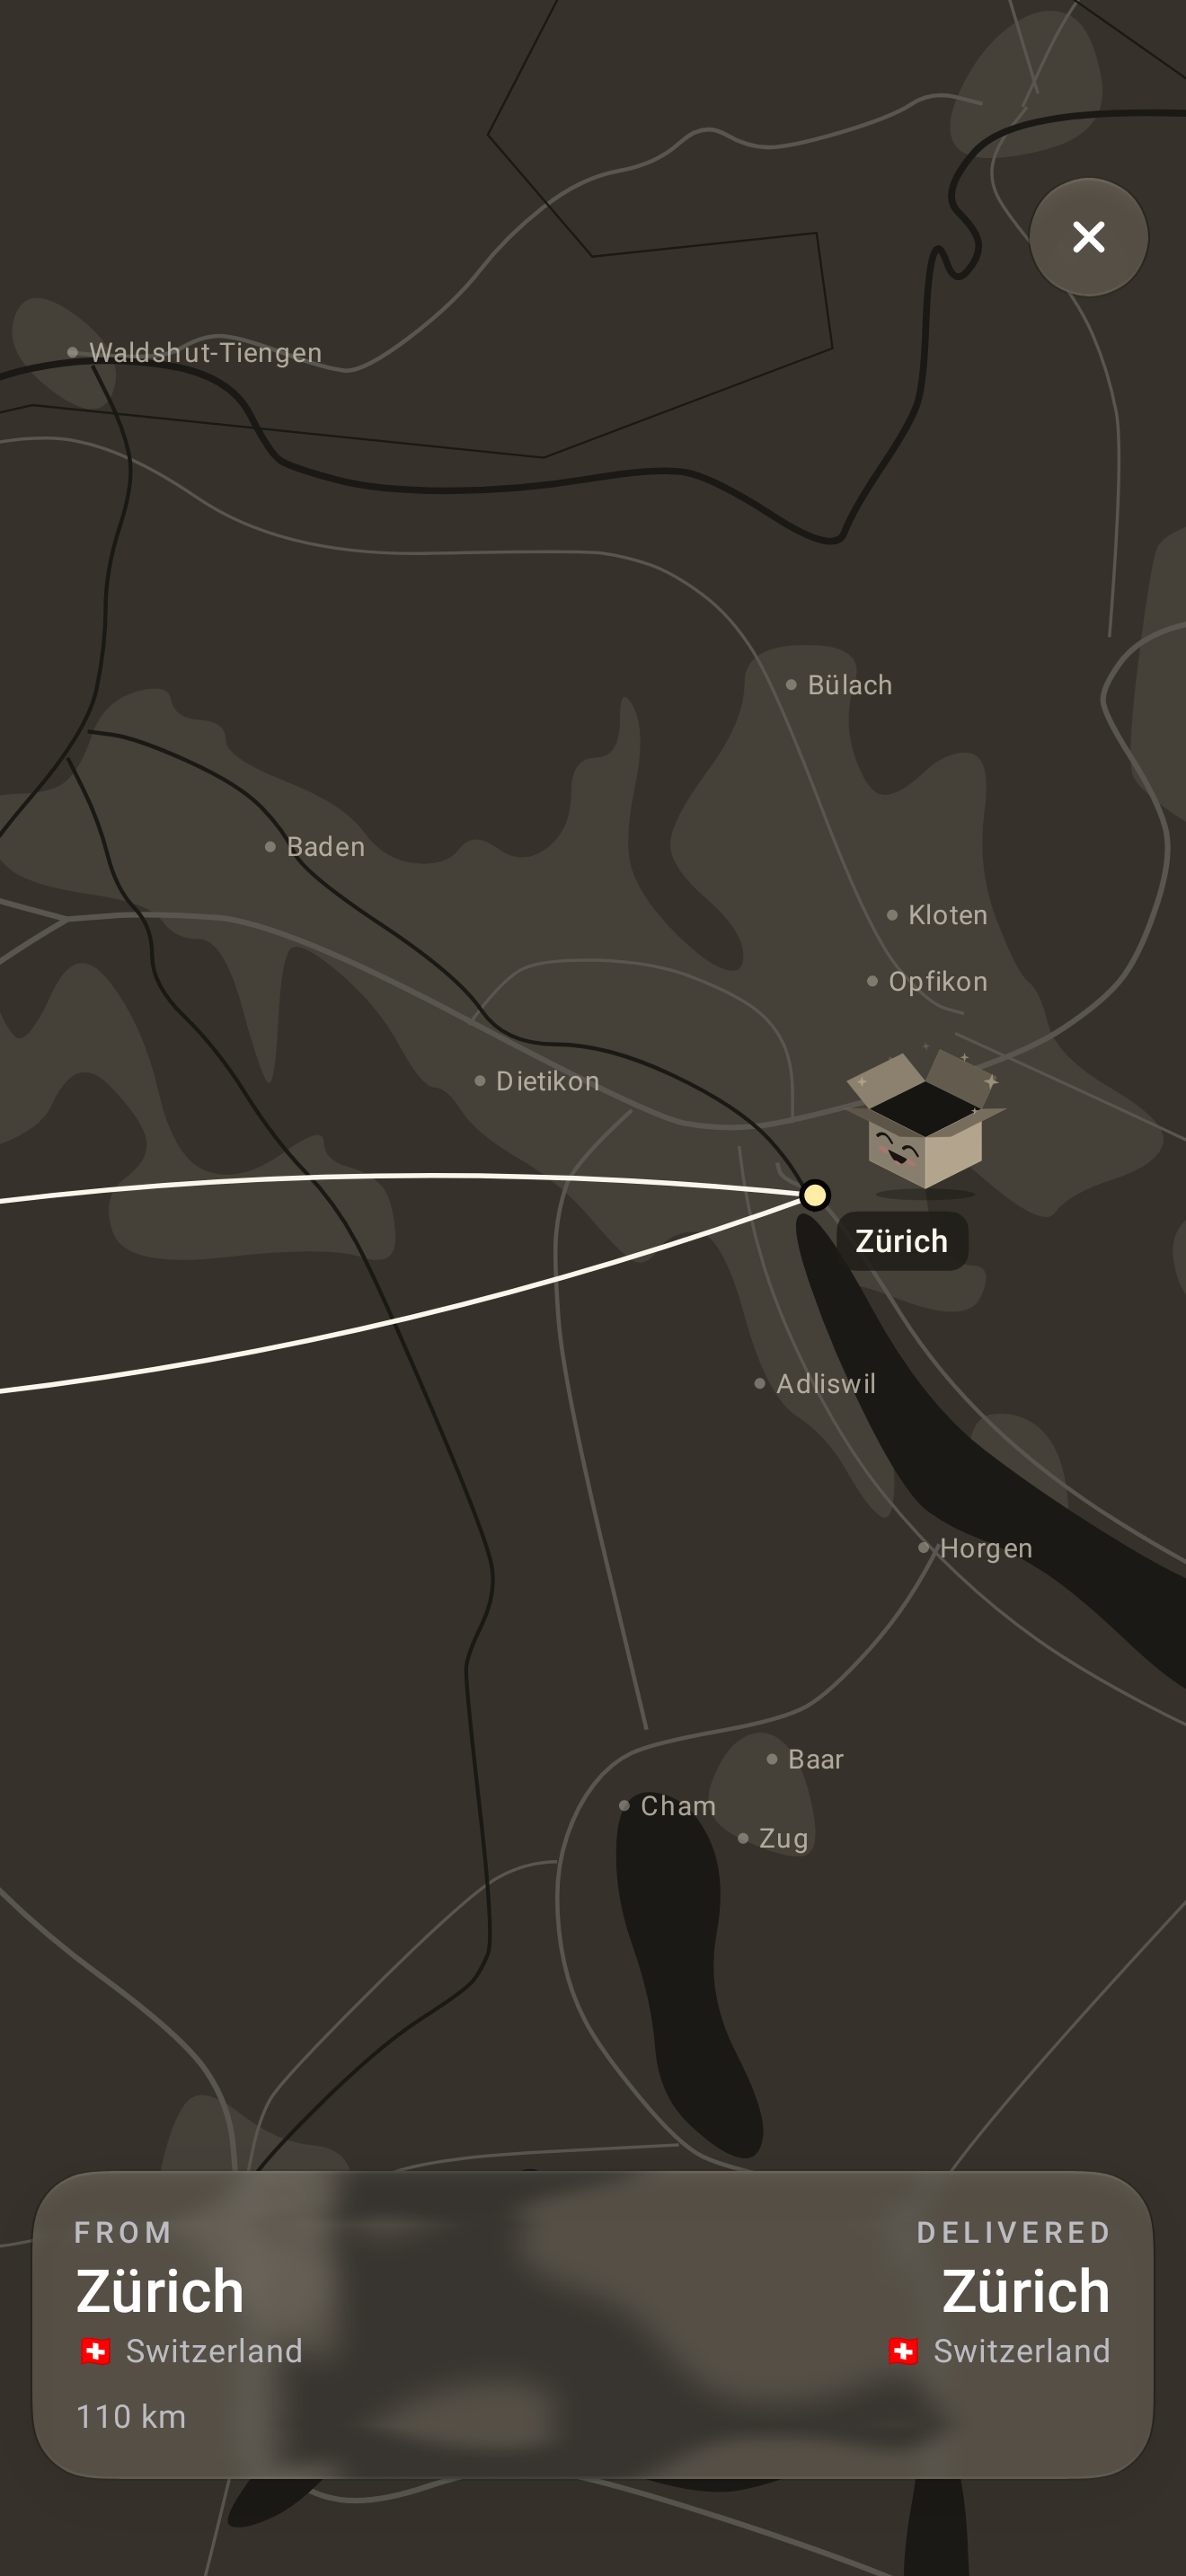 Waldshut-Tiengen
Bülach
Baden
Kloten
Opfikon
Dietikon
Zürich
Adliswil
Horgen
Baar
Cham
Zug
FROM
Zürich
Switzerland
110 km
DELIVERED
Zürich
Switzerland